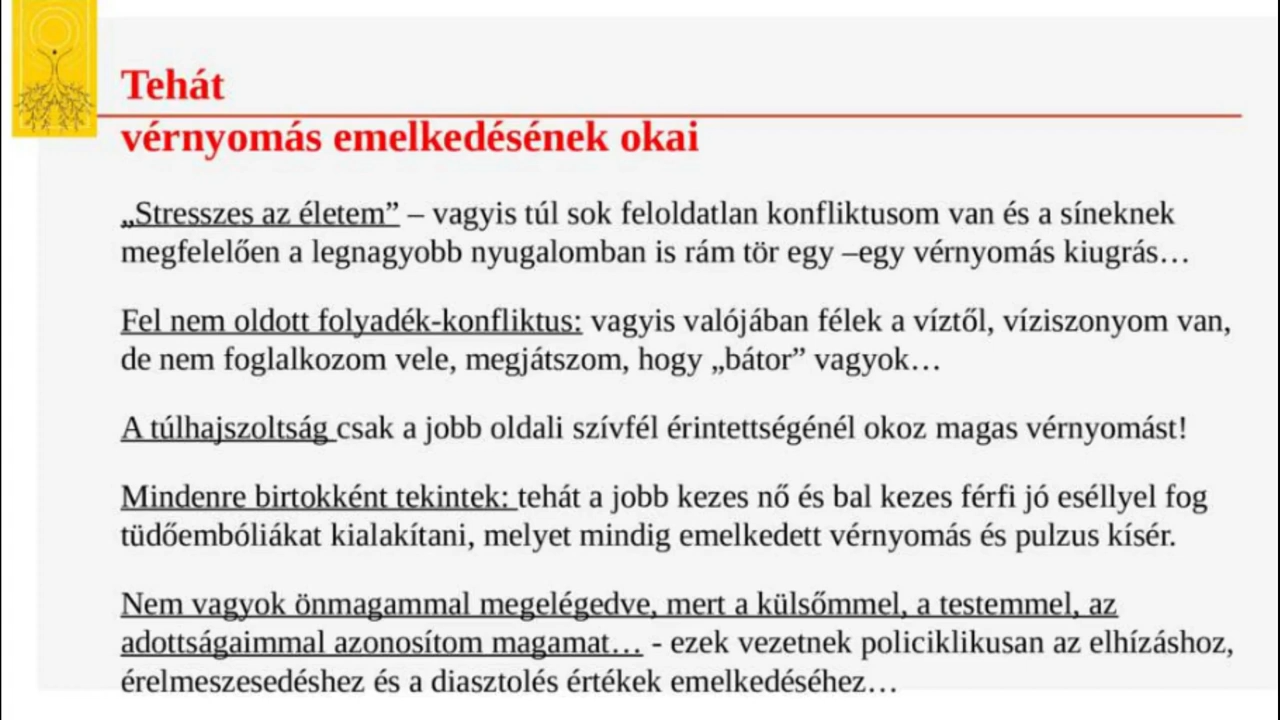 Tehát
vérnyomás emelkedésének okai
„Stresszes az életem” – vagyis túl sok feloldatlan konfliktusom van és a síneknek
megfelelően a legnagyobb nyugalomban is rám tör egy –egy vérnyomás kiugrás…
Fel nem oldott folyadék-konfliktus: vagyis valójában félek a víztől, víziszonyom van,
de nem foglalkozom vele, megjátszom, hogy „bátor” vagyok…
A túlhajszoltság csak a jobb oldali szívfél érintettségénél okoz magas vérnyomást!
Mindenre birtokként tekintek: tehát a jobb kezes nő és bal kezes férfi jó eséllyel fog
tüdőembóliákat kialakítani, melyet mindig emelkedett vérnyomás és pulzus kísér.
Nem vagyok önmagammal megelégedve, mert a külsőmmel, a testemmel, az
adottságaimmal azonosítom magamat… - ezek vezetnek policiklikusan az elhízáshoz,
érelmeszesedéshez és a diasztolés értékek emelkedéséhez…